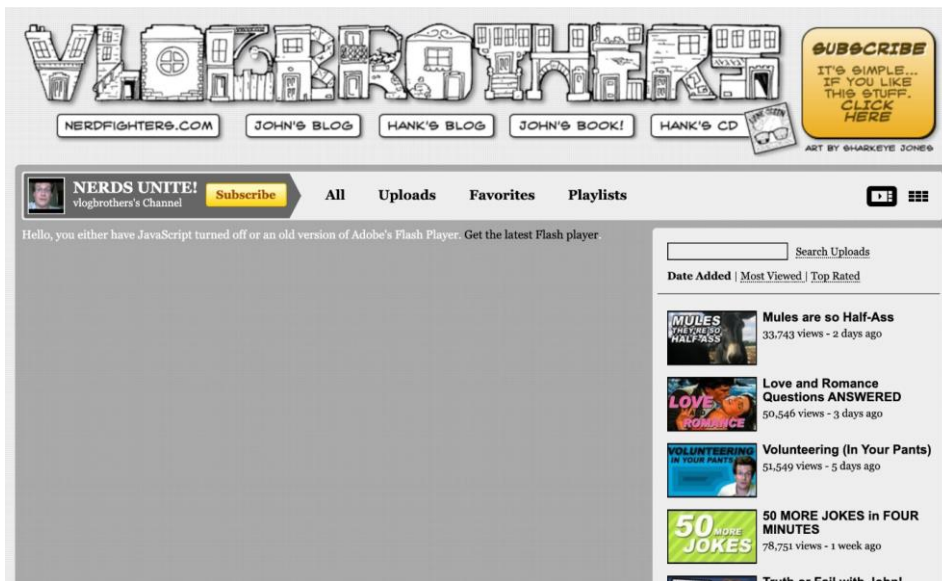 VLOGBROTHERS
SUBSCRIBE
IT'S SIMPLE...
IF YOU LIKE
THIS STUFF.
CLICK
HERE
NERDFIGHTERS.COM
JOHN'S BLOG
HANK'S BLOG
JOHN'S BOOK!
HANK'S CD
ART BY SHARKEYE JONES
NERDS UNITE!
vlogbrothers's Channel
Subscribe
All
Uploads
Favorites
Playlists
Hello, you either have JavaScript turned off or an old version of Adobe's Flash Player. Get the latest Flash player.
Search Uploads
Date Added | Most Viewed | Top Rated
MULES
THEY'RE SO
HALF-ASS
Mules are so Half-Ass
33,743 views - 2 days ago
LOVE
ROMANCE
Love and Romance
Questions ANSWERED
50,546 views - 3 days ago
VOLUNTEERING
IN YOUR PANTS
Volunteering (In Your Pants)
51,549 views - 5 days ago
50 MORE
JOKES
50 MORE JOKES in FOUR
MINUTES
78,751 views - 1 week ago
Truth or Fail with John!